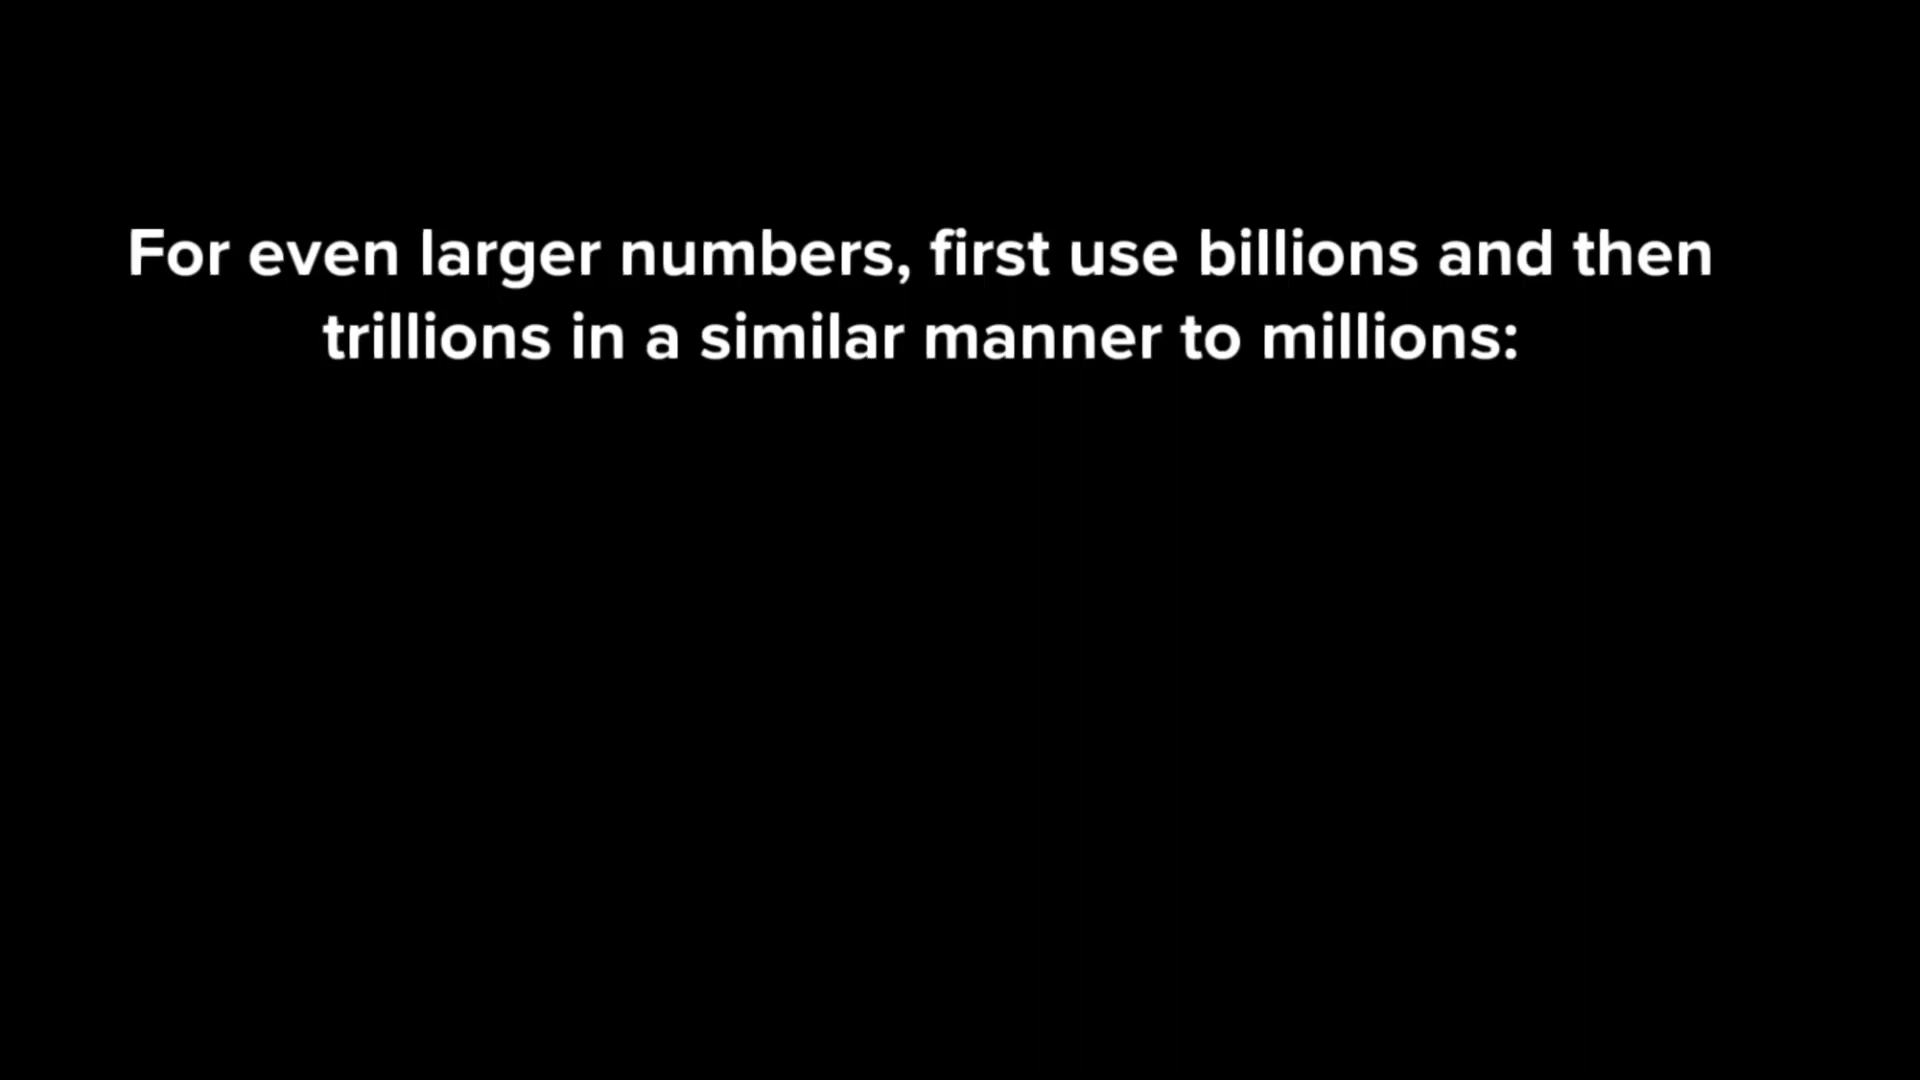 For even larger numbers, first use billions and then
trillions in a similar manner to millions: